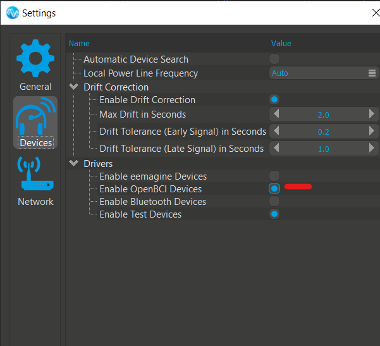 Settings
Name Value
Automatic Device Search
Local Power Line Frequency Auto
Drift Correction
Enable Drift Correction
Max Drift in Seconds 2.0
Drift Tolerance (Early Signal) in Seconds 0.2
Drift Tolerance (Late Signal) in Seconds 1.0
Drivers
Enable eemagine Devices
Enable OpenBCI Devices
Enable Bluetooth Devices
Enable Test Devices
General
Devices
Network